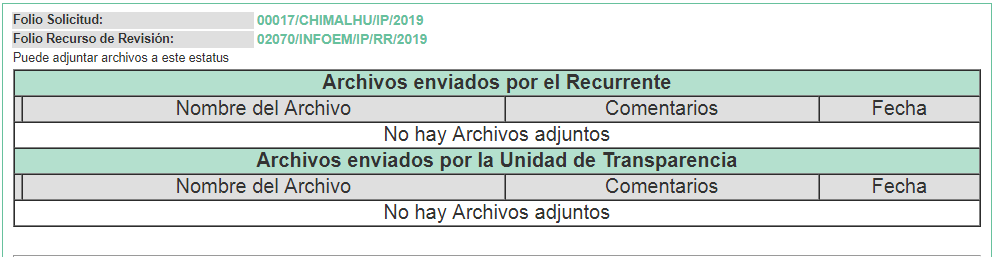 Folio Solicitud: 00017/CHIMALHU/IP/2019
Folio Recurso de Revisión: 02070/INFOEM/IP/RR/2019
Puede adjuntar archivos a este estatus
Archivos enviados por el Recurrente
Nombre del Archivo Comentarios Fecha
No hay Archivos adjuntos
Archivos enviados por la Unidad de Transparencia
Nombre del Archivo Comentarios Fecha
No hay Archivos adjuntos